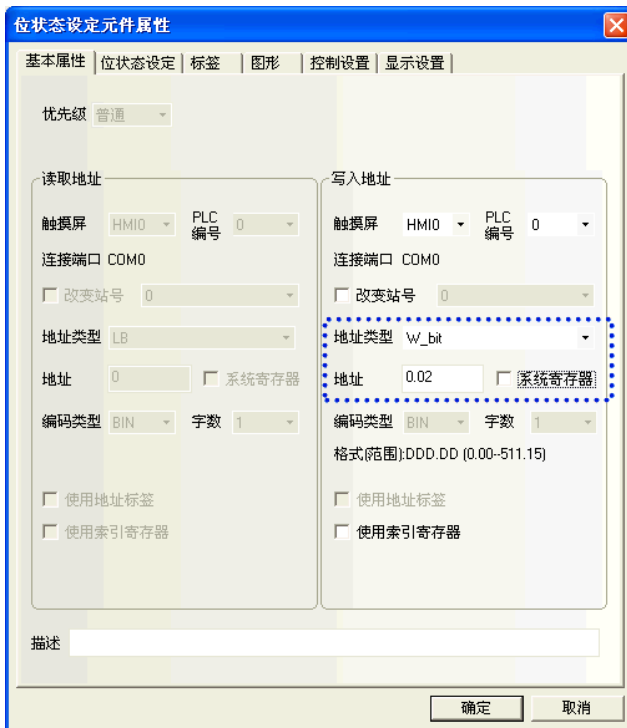 位状态设定元件属性
基本属性 位状态设定 标签 图形 控制设置 显示设置
优先级 普通
读取地址
触摸屏 HMI0 PLC编号 0
连接端口 COM0
改变站号 0
地址类型 LB
地址 0 系统寄存器
编码类型 BIN 字数 1
使用地址标签
使用索引寄存器
写入地址
触摸屏 HMI0 PLC编号 0
连接端口 COM0
改变站号 0
地址类型 W_bit
地址 0.02 系统寄存器
编码类型 BIN 字数 1
格式(范围):DDD.DD (0.00--511.15)
使用地址标签
使用索引寄存器
描述
确定 取消